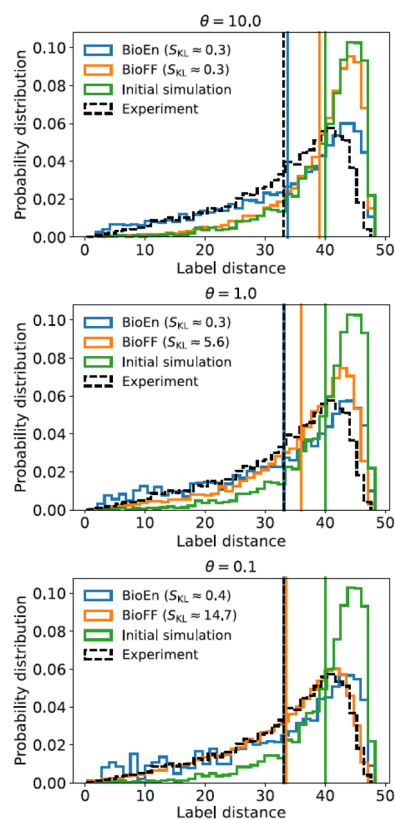 θ = 10.0
Probability distribution
0.10
0.08
0.06
0.04
0.02
0.00
BioEn (S_KL ≈ 0.3)
BioFF (S_KL ≈ 0.3)
Initial simulation
Experiment
0 10 20 30 40 50
Label distance
θ = 1.0
Probability distribution
0.10
0.08
0.06
0.04
0.02
0.00
BioEn (S_KL ≈ 0.3)
BioFF (S_KL ≈ 5.6)
Initial simulation
Experiment
0 10 20 30 40 50
Label distance
θ = 0.1
Probability distribution
0.10
0.08
0.06
0.04
0.02
0.00
BioEn (S_KL ≈ 0.4)
BioFF (S_KL ≈ 14.7)
Initial simulation
Experiment
0 10 20 30 40 50
Label distance